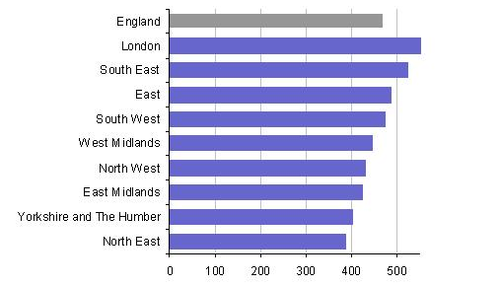 England
London
South East
East
South West
West Midlands
North West
East Midlands
Yorkshire and The Humber
North East
0 100 200 300 400 500